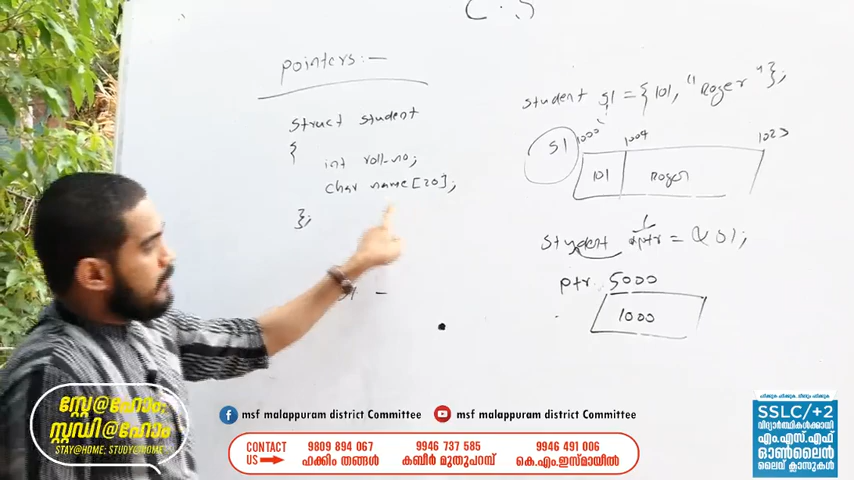 C.S
pointers:-
struct student
{
int roll_no;
char name[20];
};
student s1 = {101, "Roger"};
S1
1000 1004 1023
101 Roger
student *ptr = &S1;
ptr 5000
1000
സ്റ്റേ@ഹോം;
സ്റ്റഡി@ഹോം
STAY@HOME; STUDY@HOME
msf malappuram district Committee msf malappuram district Committee
CONTACT US
9809 894 067
ഹക്കീം തങ്ങൾ
9946 737 585
കബീർ മുതുപറമ്പ്
9946 491 006
കെ.എം.ഇസ്മായീൽ
SSLC/+2
വിദ്യാർത്ഥികൾക്കായി
എം.എസ്.എഫ്
ഓൺലൈൻ
ലൈവ് ക്ലാസുകൾ